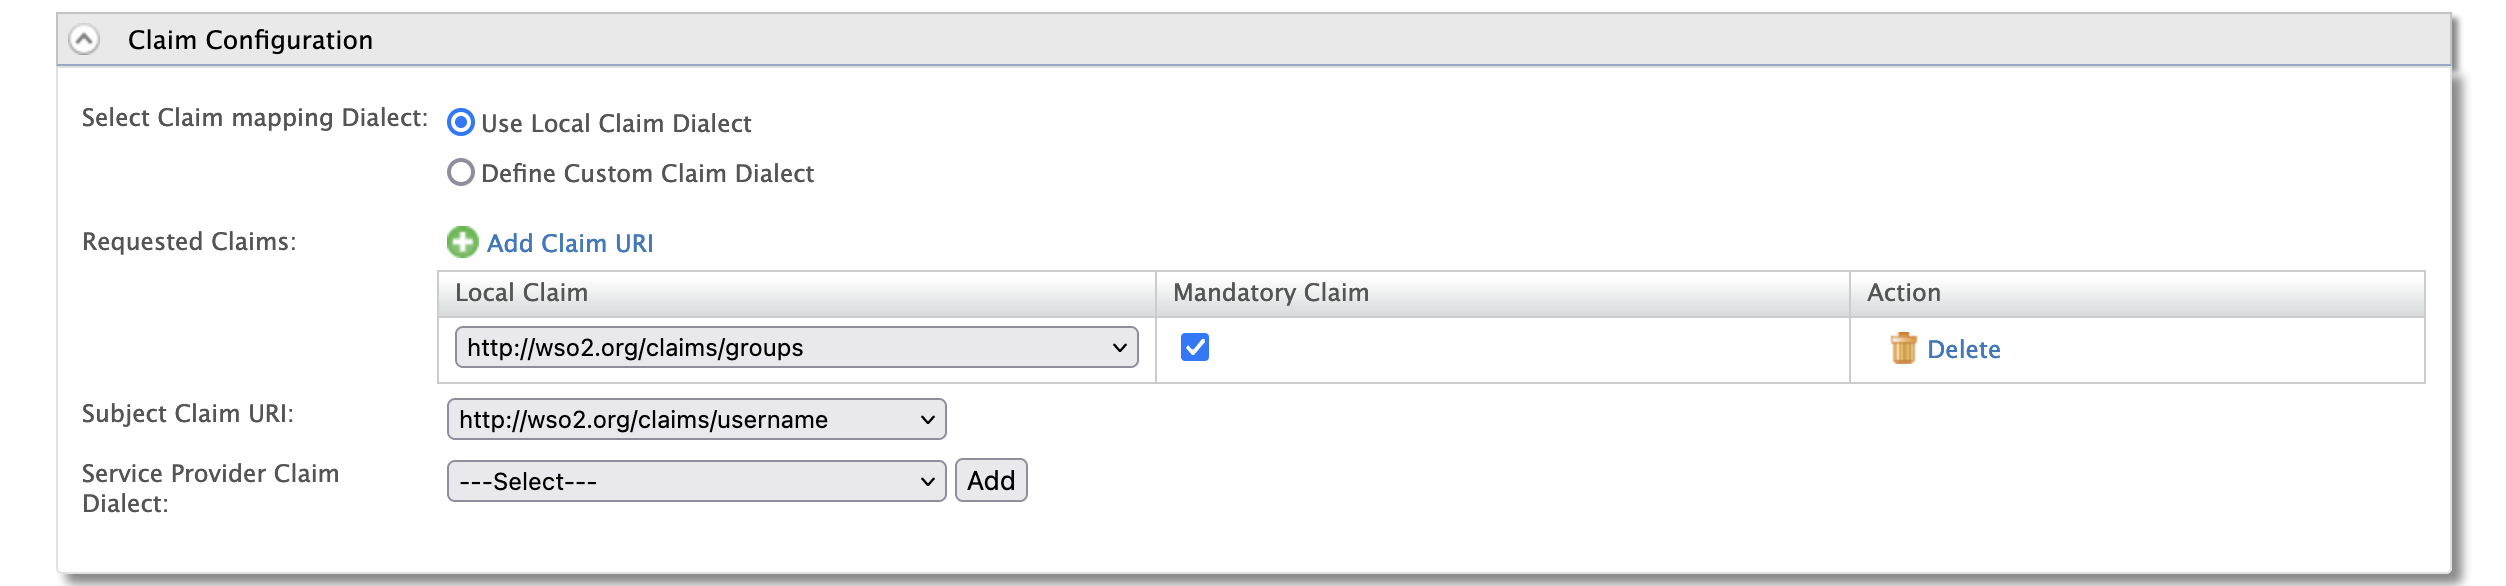 Claim Configuration
Select Claim mapping Dialect:
Use Local Claim Dialect
Define Custom Claim Dialect
Requested Claims:
Add Claim URI
Local Claim Mandatory Claim Action
http://wso2.org/claims/groups Delete
Subject Claim URI: http://wso2.org/claims/username
Service Provider Claim
Dialect:
---Select--- Add